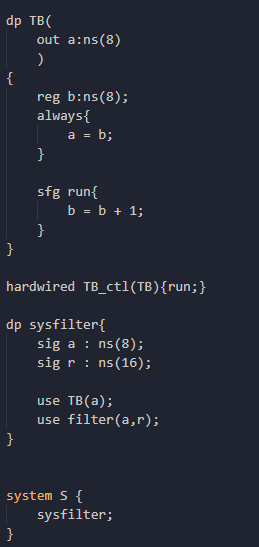 dp TB(
    out a:ns(8)
    )
{
    reg b:ns(8);
    always{
        a = b;
    }

    sfg run{
        b = b + 1;
    }
}

hardwired TB_ctl(TB){run;}

dp sysfilter{
    sig a : ns(8);
    sig r : ns(16);

    use TB(a);
    use filter(a,r);
}


system S {
    sysfilter;
}